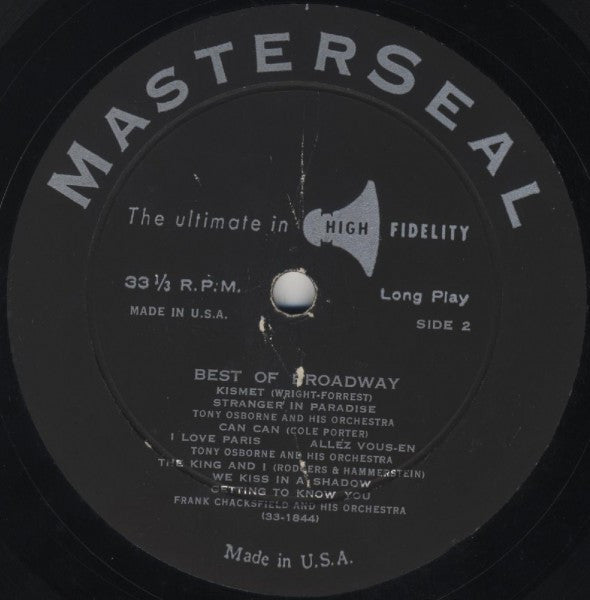 MASTERSEAL
The ultimate in HIGH FIDELITY
33 1/3 R.P.M. Long Play
MADE IN U.S.A. SIDE 2
BEST OF BROADWAY
KISMET (WRIGHT-FORREST)
STRANGER IN PARADISE
TONY OSBORNE AND HIS ORCHESTRA
CAN CAN (COLE PORTER)
I LOVE PARIS ALLEZ VOUS-EN
TONY OSBORNE AND HIS ORCHESTRA
THE KING AND I (RODGERS & HAMMERSTEIN)
WE KISS IN A SHADOW
GETTING TO KNOW YOU
FRANK CHACKSFIELD AND HIS ORCHESTRA
(33-1844)
Made in U.S.A.